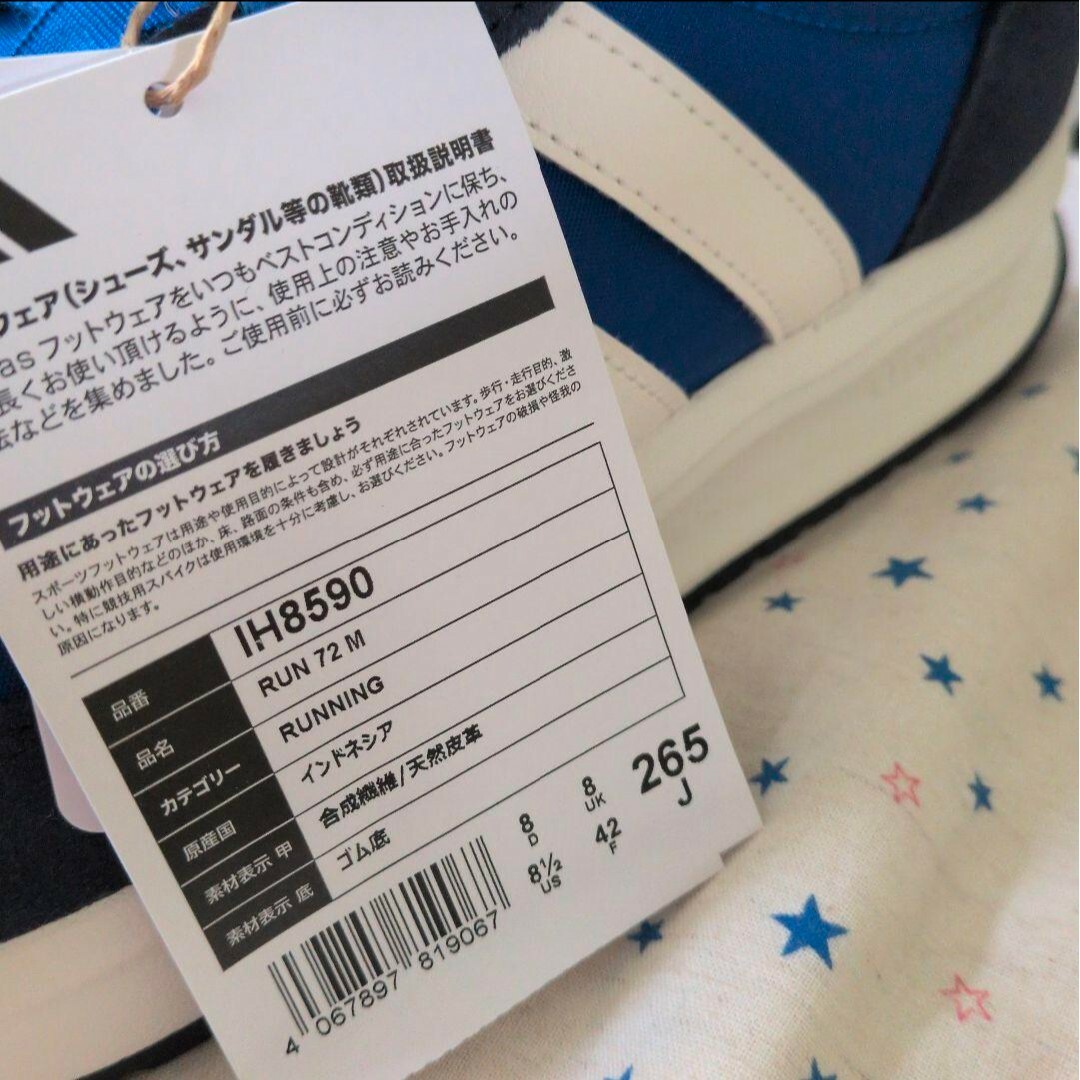 ウェア(シューズ、サンダル等の靴類)取扱説明書
as フットウェアをいつもベストコンディションに保ち、
長くお使い頂けるように、使用上の注意やお手入れの
法などを集めました。ご使用前に必ずお読みください。
フットウェアの選び方
用途にあったフットウェアを履きましょう
スポーツフットウェアは用途や使用目的によって設計がそれぞれされています。歩行・走行目的、激
しい横動作目的などのほか、床、路面の条件も含め、必ず用途に合ったフットウェアをお選びくださ
い。特に競技用スパイクは使用環境を十分に考慮し、お選びください。フットウェアの破損や怪我の
原因になります。
品番 IH8590
品名 RUN 72 M
カテゴリー RUNNING
原産国 インドネシア
素材表示 甲 合成繊維/天然皮革
素材表示 底 ゴム底
8 D
8 UK
265 J
8½ US
42 F
4 067897 819067